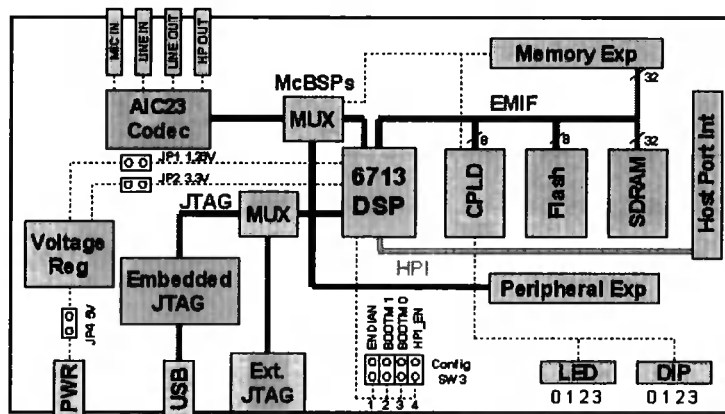 MIC IN
LINE IN
LINE OUT
HP OUT
AIC23
Codec
McBSPs
MUX
Memory Exp
32
EMIF
8
8
32
JP1 1.26V
JP2 3.3V
6713
DSP
CPLD
Flash
SDRAM
Host Port Int
JTAG
MUX
Voltage
Reg
Embedded
JTAG
HPI
Peripheral Exp
JP4 5V
ENDIAN
BOOTM 1
BOOTM 0
HPI_EN
Config
SW3
1 2 3 4
PWR
USB
Ext.
JTAG
LED
DIP
0 1 2 3
0 1 2 3